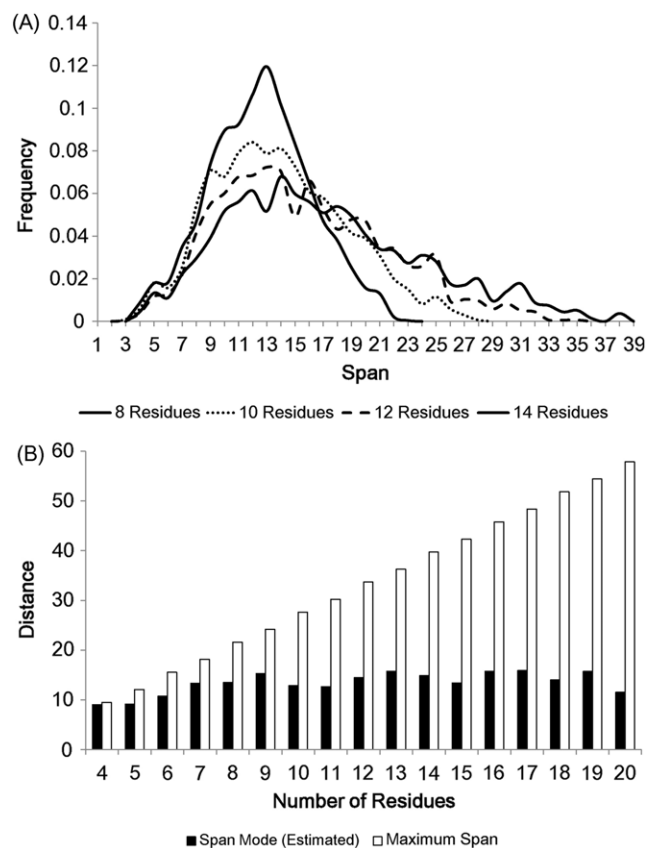 (A)
0.14
0.12
0.1
0.08
0.06
0.04
0.02
0
Frequency
1 3 5 7 9 11 13 15 17 19 21 23 25 27 29 31 33 35 37 39
Span
8 Residues 10 Residues 12 Residues 14 Residues
(B)
60
50
40
30
20
10
0
Distance
4 5 6 7 8 9 10 11 12 13 14 15 16 17 18 19 20
Number of Residues
Span Mode (Estimated) Maximum Span